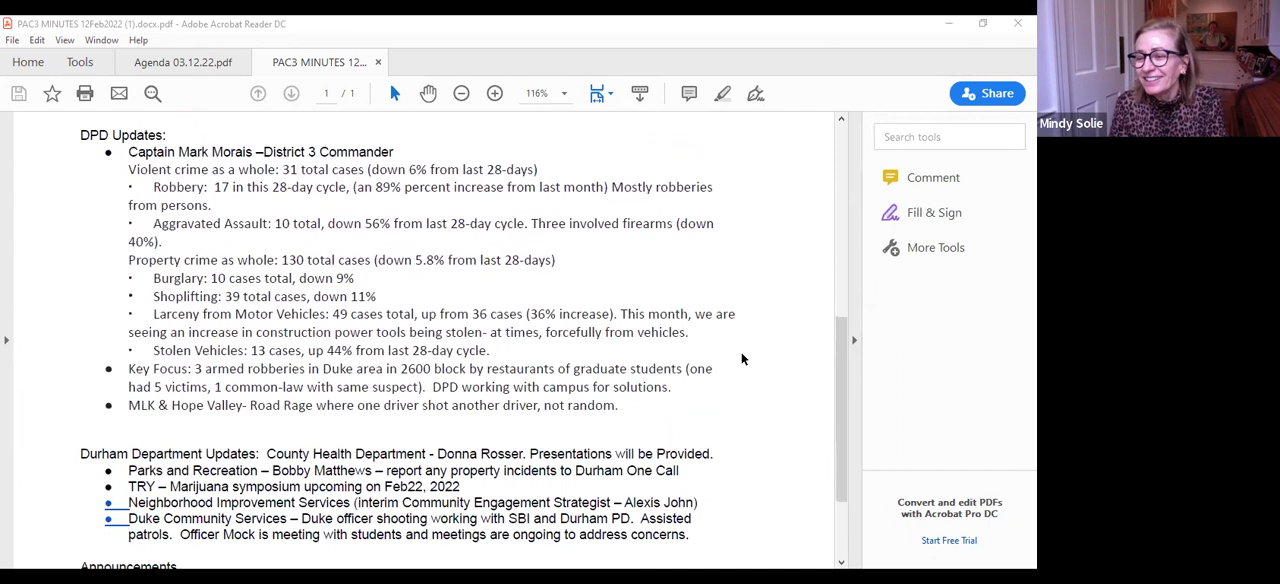 PAC3 MINUTES 12Feb2022 (1).docx.pdf - Adobe Acrobat Reader DC
File Edit View Window Help
Home Tools Agenda 03.12.22.pdf PAC3 MINUTES 12... ×
1 / 1 116% Share
DPD Updates:
● Captain Mark Morais –District 3 Commander
Violent crime as a whole: 31 total cases (down 6% from last 28-days)
• Robbery: 17 in this 28-day cycle, (an 89% percent increase from last month) Mostly robberies
from persons.
• Aggravated Assault: 10 total, down 56% from last 28-day cycle. Three involved firearms (down
40%).
Property crime as whole: 130 total cases (down 5.8% from last 28-days)
• Burglary: 10 cases total, down 9%
• Shoplifting: 39 total cases, down 11%
• Larceny from Motor Vehicles: 49 cases total, up from 36 cases (36% increase). This month, we are
seeing an increase in construction power tools being stolen- at times, forcefully from vehicles.
• Stolen Vehicles: 13 cases, up 44% from last 28-day cycle.
● Key Focus: 3 armed robberies in Duke area in 2600 block by restaurants of graduate students (one
had 5 victims, 1 common-law with same suspect). DPD working with campus for solutions.
● MLK & Hope Valley- Road Rage where one driver shot another driver, not random.
Durham Department Updates: County Health Department - Donna Rosser. Presentations will be Provided.
● Parks and Recreation – Bobby Matthews – report any property incidents to Durham One Call
● TRY – Marijuana symposium upcoming on Feb22, 2022
● Neighborhood Improvement Services (interim Community Engagement Strategist – Alexis John)
● Duke Community Services – Duke officer shooting working with SBI and Durham PD. Assisted
patrols. Officer Mock is meeting with students and meetings are ongoing to address concerns.
Announcements
Search tools
Comment
Fill & Sign
More Tools
Convert and edit PDFs
with Acrobat Pro DC
Start Free Trial
Mindy Solie